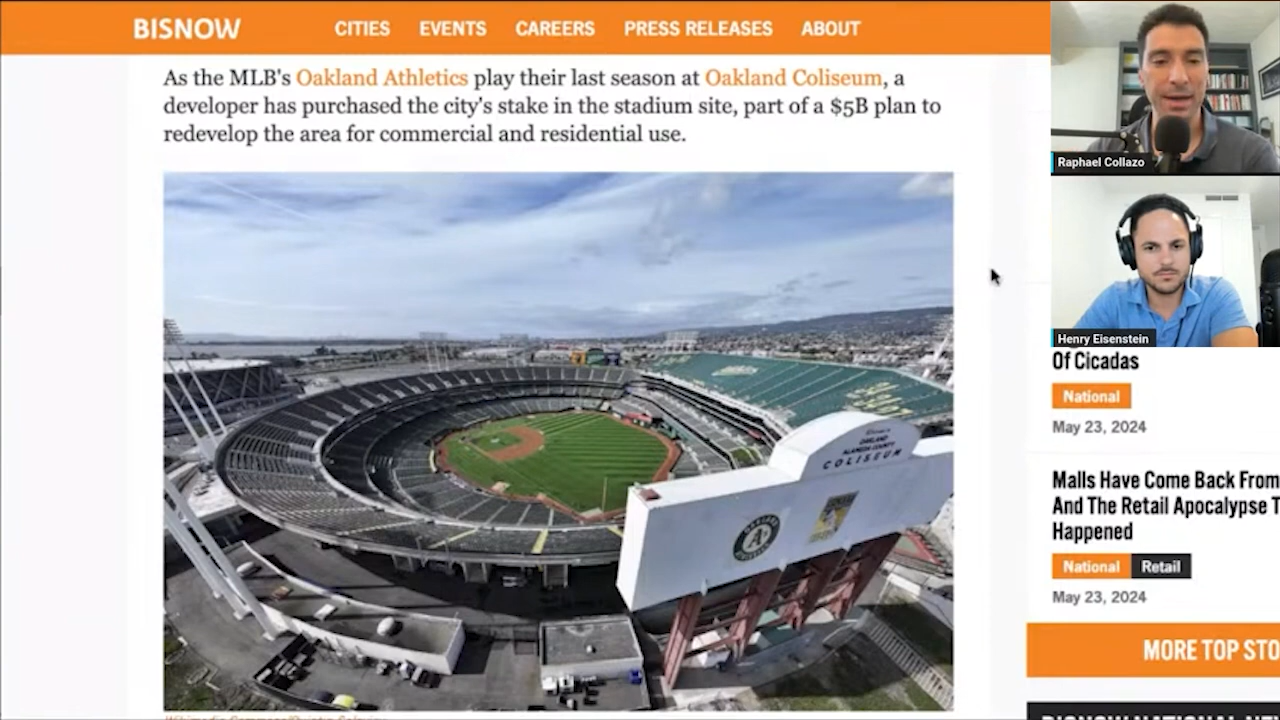 BISNOW
CITIES EVENTS CAREERS PRESS RELEASES ABOUT
As the MLB's Oakland Athletics play their last season at Oakland Coliseum, a
developer has purchased the city's stake in the stadium site, part of a $5B plan to
redevelop the area for commercial and residential use.
OAKLAND
ALAMEDA COUNTY
COLISEUM
Raphael Collazo
Henry Eisenstein
Of Cicadas
National
May 23, 2024
Malls Have Come Back From
And The Retail Apocalypse T
Happened
National Retail
May 23, 2024
MORE TOP STO